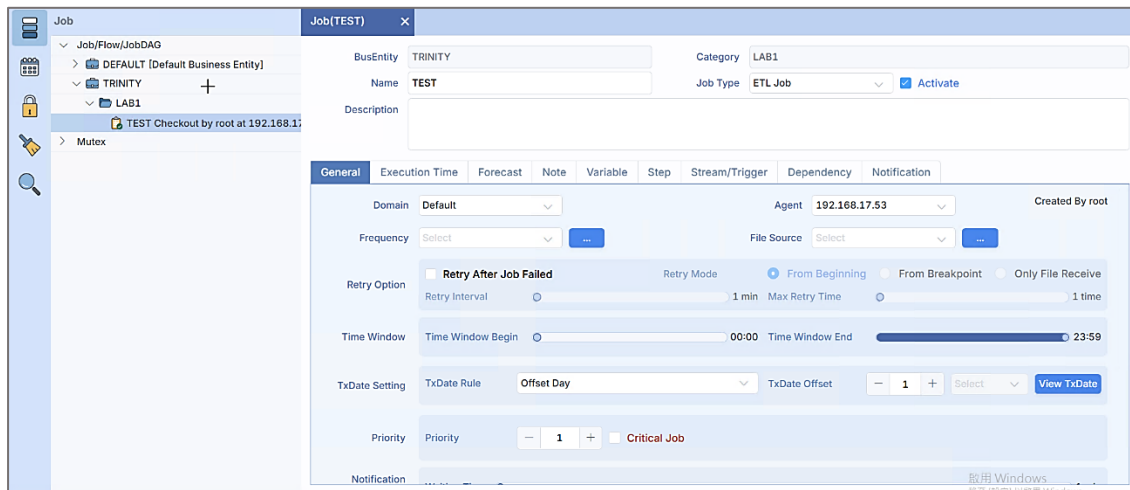 Job
Job/Flow/JobDAG
DEFAULT [Default Business Entity]
TRINITY
LAB1
TEST Checkout by root at 192.168.17
Mutex
Job(TEST)
BusEntity TRINITY Category LAB1
Name TEST Job Type ETL Job Activate
Description
General Execution Time Forecast Note Variable Step Stream/Trigger Dependency Notification
Domain Default Agent 192.168.17.53 Created By root
Frequency Select ... File Source Select ...
Retry Option Retry After Job Failed Retry Mode From Beginning From Breakpoint Only File Receive
Retry Interval 1 min Max Retry Time 1 time
Time Window Time Window Begin 00:00 Time Window End 23:59
TxDate Setting TxDate Rule Offset Day TxDate Offset − 1 + Select View TxDate
Priority Priority − 1 + Critical Job
Notification
啟用 Windows